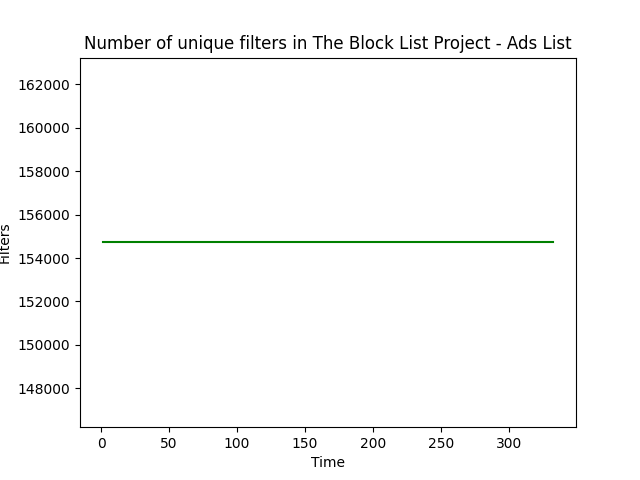 Number of unique filters in The Block List Project - Ads List
162000
160000
158000
156000
154000
152000
150000
148000
Filters
0 50 100 150 200 250 300
Time